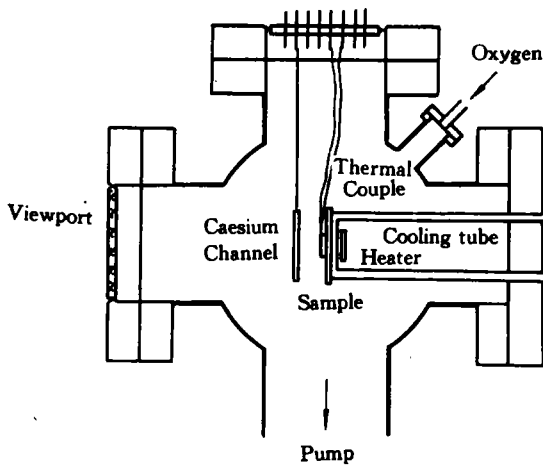 Oxygen
Thermal
Couple
Viewport
Caesium
Channel
Cooling tube
Heater
Sample
Pump